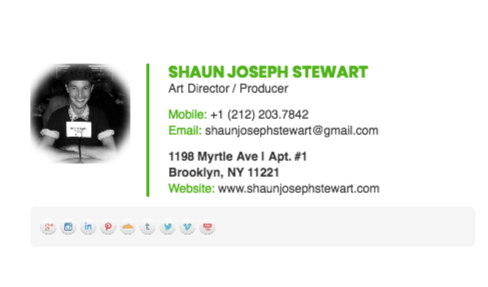 SHAUN JOSEPH STEWART
Art Director / Producer
Mobile: +1 (212) 203.7842
Email: shaunjosephstewart@gmail.com
1198 Myrtle Ave | Apt. #1
Brooklyn, NY 11221
Website: www.shaunjosephstewart.com